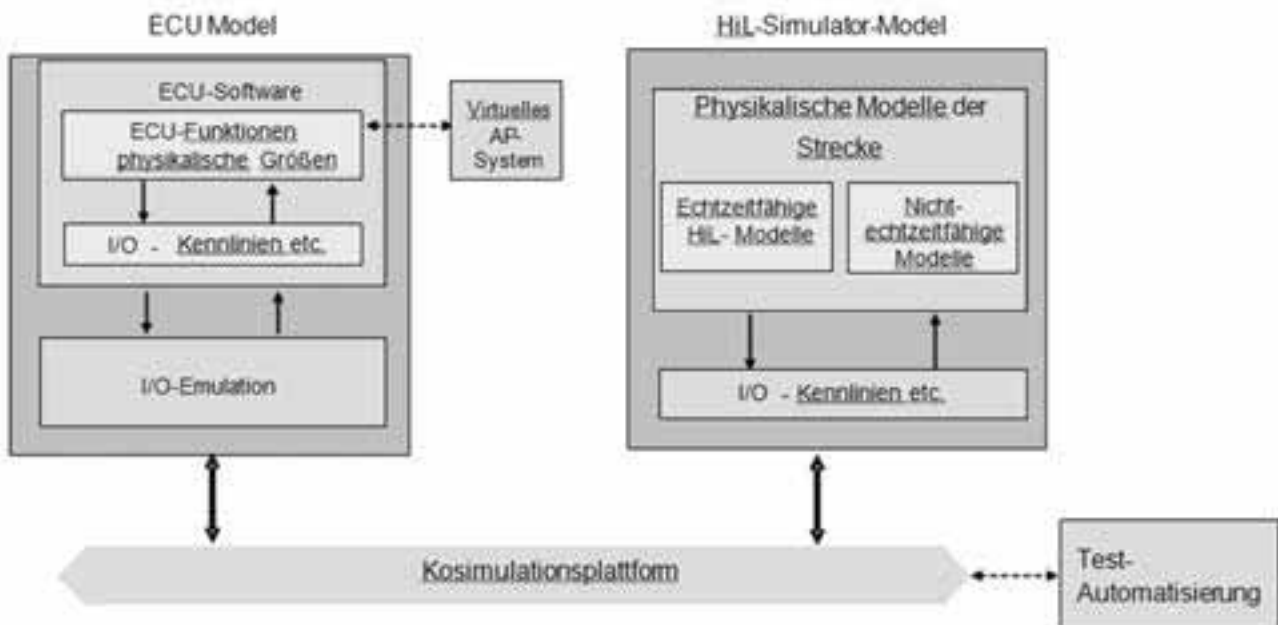 ECU Model
ECU-Software
ECU-Funktionen
physikalische Größen
I/O - Kennlinien etc.
I/O-Emulation
Virtuelles
AP-
System
HiL-Simulator-Model
Physikalische Modelle der
Strecke
Echtzeitfähige
HiL- Modelle
Nicht-
echtzeitfähige
Modelle
I/O - Kennlinien etc.
Kosimulationsplattform
Test-
Automatisierung